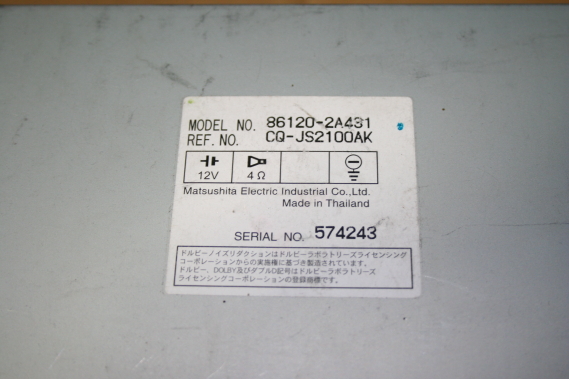 MODEL NO. 86120-2A431
REF. NO. CQ-JS2100AK
12V 4Ω
Matsushita Electric Industrial Co.,Ltd.
Made in Thailand
SERIAL NO. 574243
ドルビーノイズリダクションはドルビーラボラトリーズライセンシング
コーポレーションからの実施権に基づき製造されています。
ドルビー、DOLBY及びダブルD記号はドルビーラボラトリーズ
ライセンシングコーポレーションの登録商標です。